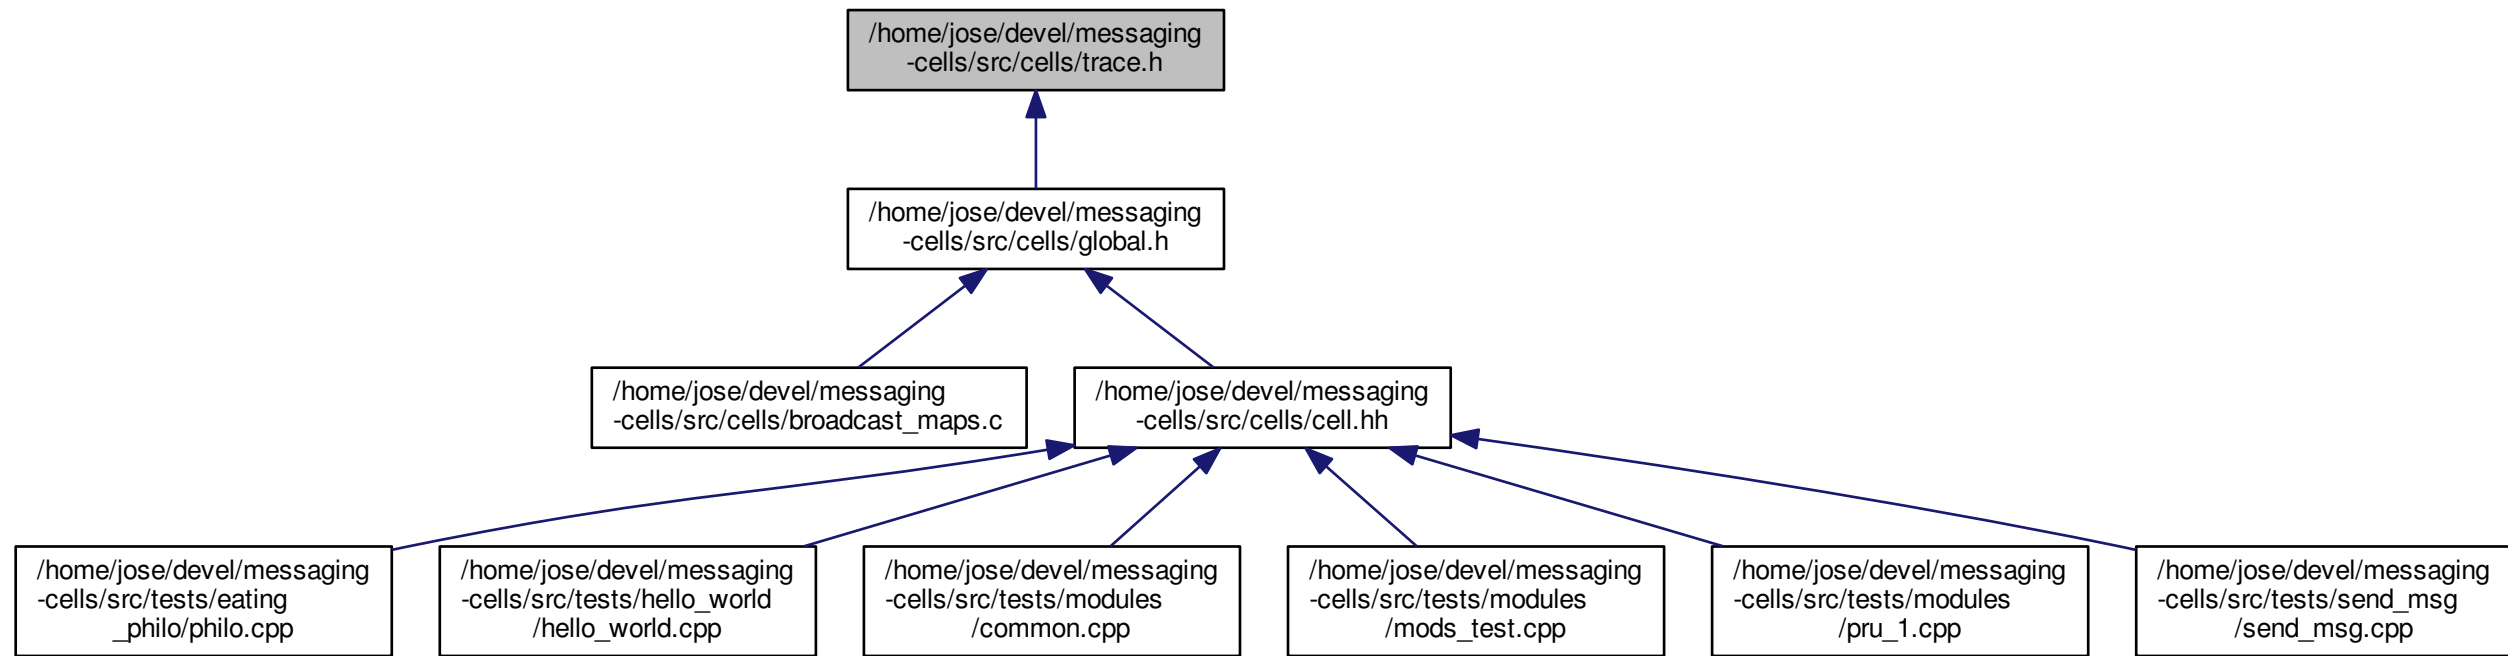 /home/jose/devel/messaging
-cells/src/cells/trace.h
/home/jose/devel/messaging
-cells/src/cells/global.h
/home/jose/devel/messaging
-cells/src/cells/broadcast_maps.c
/home/jose/devel/messaging
-cells/src/cells/cell.hh
/home/jose/devel/messaging
-cells/src/tests/eating
_philo/philo.cpp
/home/jose/devel/messaging
-cells/src/tests/hello_world
/hello_world.cpp
/home/jose/devel/messaging
-cells/src/tests/modules
/common.cpp
/home/jose/devel/messaging
-cells/src/tests/modules
/mods_test.cpp
/home/jose/devel/messaging
-cells/src/tests/modules
/pru_1.cpp
/home/jose/devel/messaging
-cells/src/tests/send_msg
/send_msg.cpp